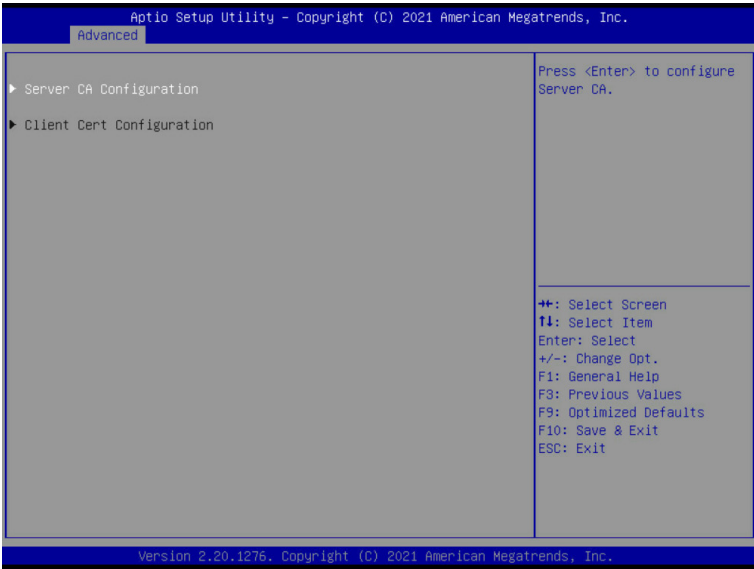 Aptio Setup Utility – Copyright (C) 2021 American Megatrends, Inc.
Advanced
▶ Server CA Configuration
▶ Client Cert Configuration
Press <Enter> to configure
Server CA.
→←: Select Screen
↑↓: Select Item
Enter: Select
+/-: Change Opt.
F1: General Help
F3: Previous Values
F9: Optimized Defaults
F10: Save & Exit
ESC: Exit
Version 2.20.1276. Copyright (C) 2021 American Megatrends, Inc.